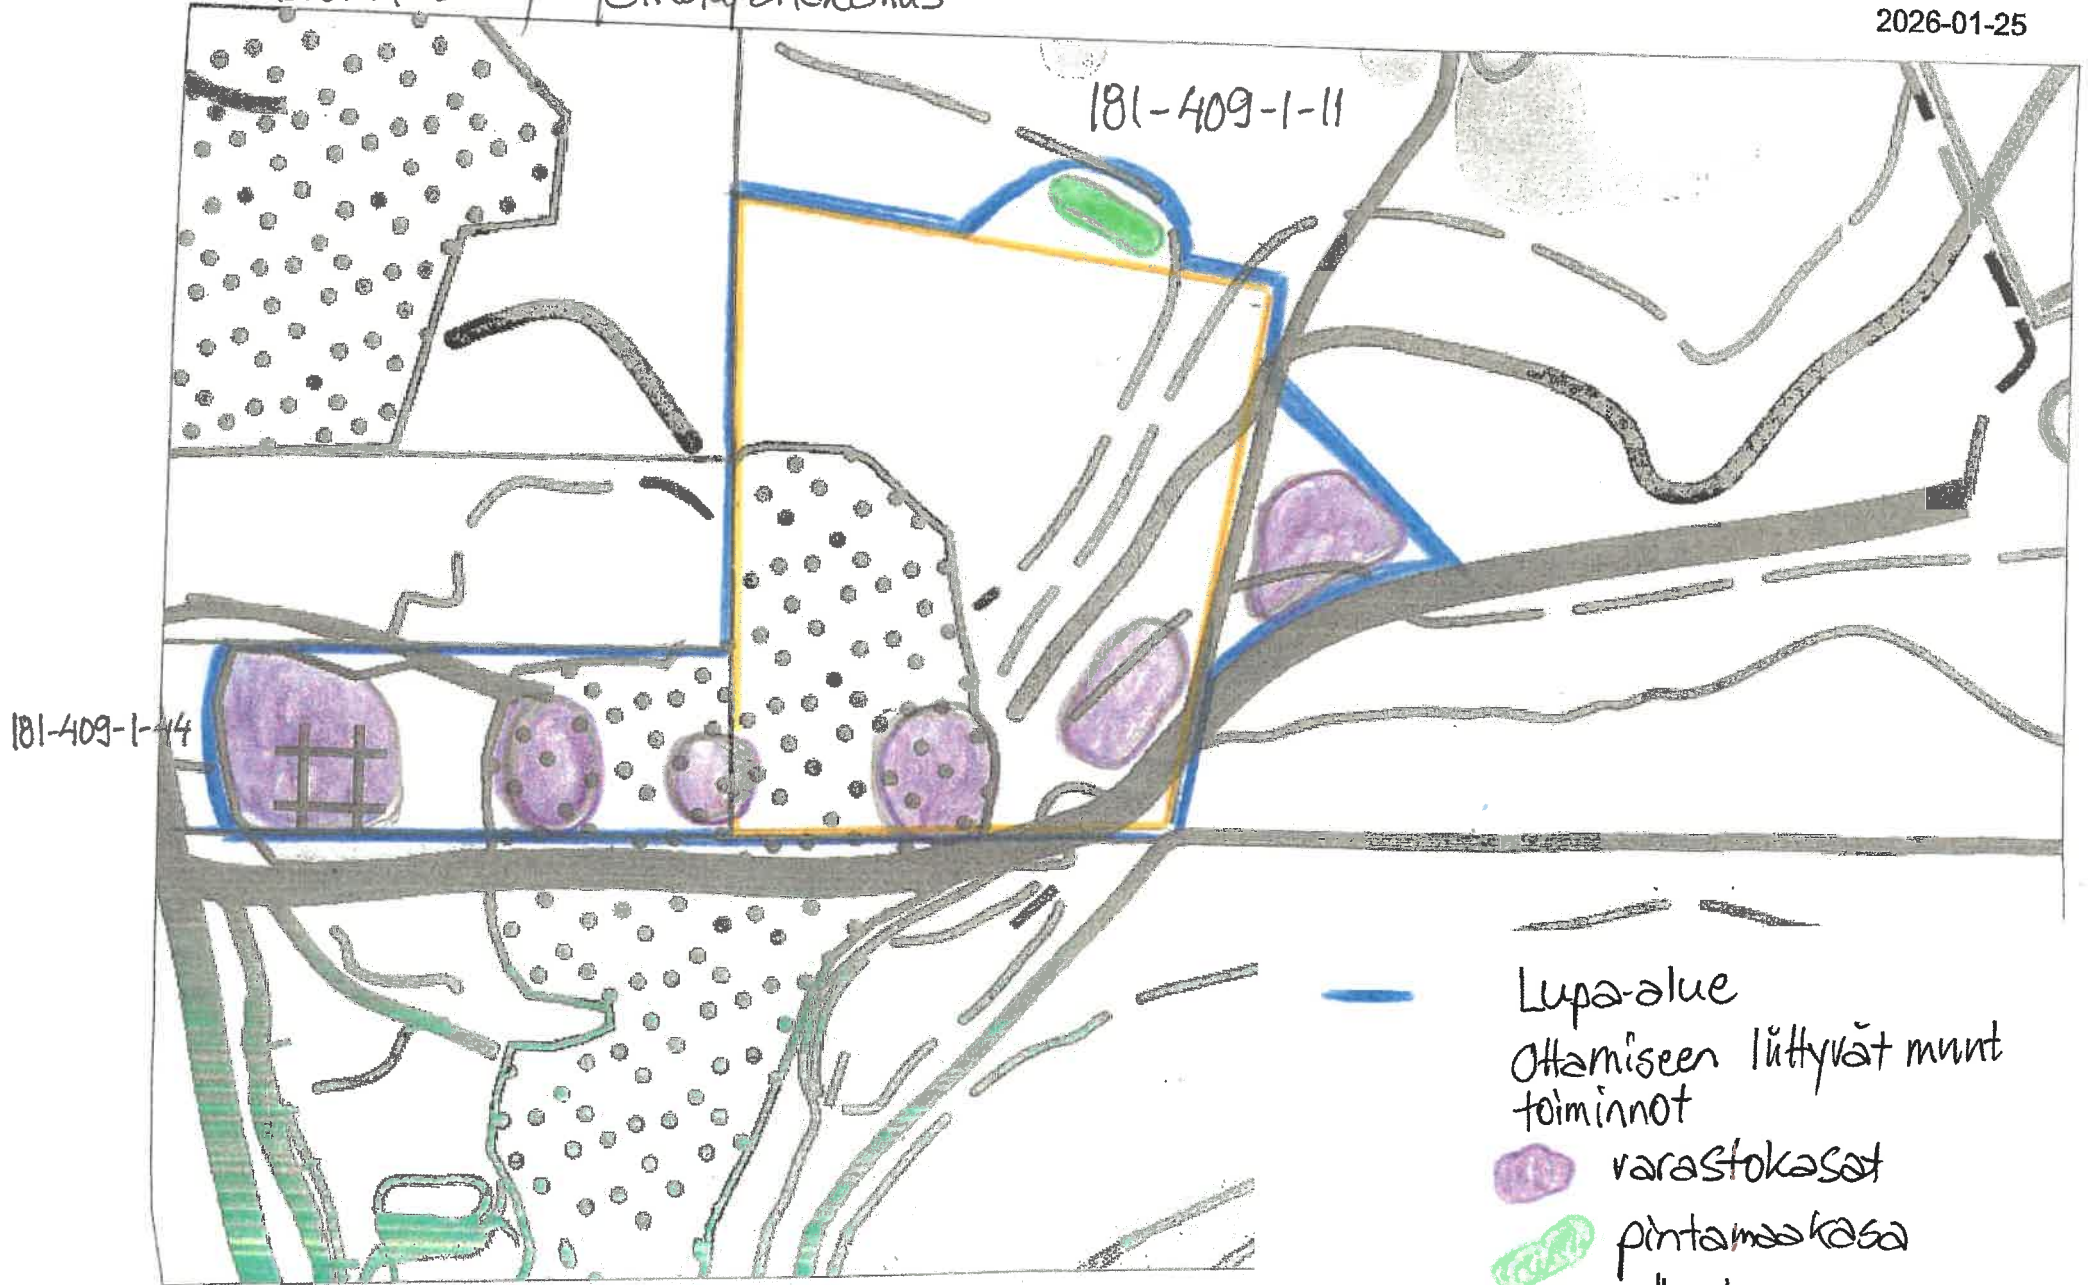 2026-01-25
181-409-1-11
181-409-1-44
Lupa-alue
Ottamiseen liittyvät muut
toiminnot
varastokasat
pintamaakasa